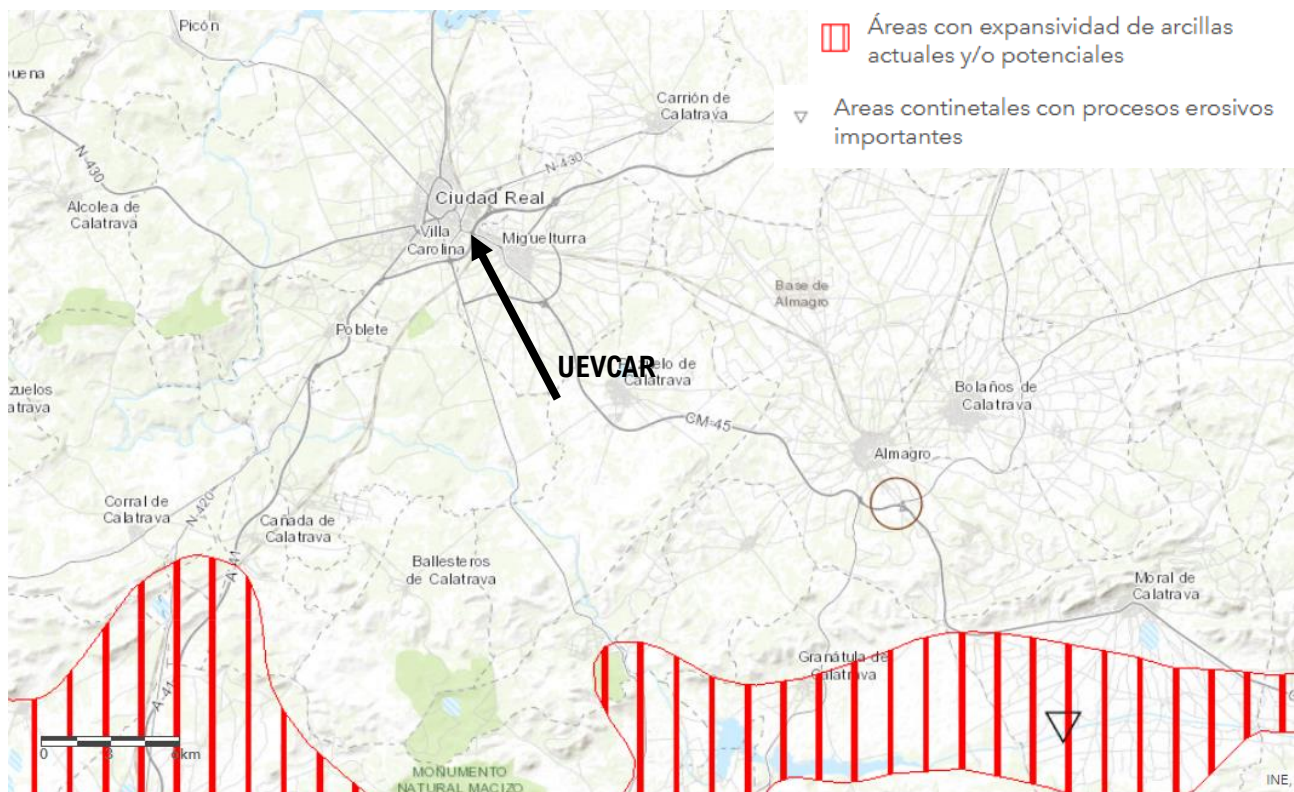 Picón
Áreas con expansividad de arcillas
actuales y/o potenciales
Areas continetales con procesos erosivos
importantes
Carrión de
Calatrava
N-430
N-430
Alcolea de
Calatrava
Ciudad Real
Villa
Carolina
Miguelturra
Base de
Almagro
Poblete
UEVCAR
Calatrava
Bolaños de
Calatrava
CM-45
Almagro
Corral de
Calatrava
N-420
Cañada de
Calatrava
A-41
Ballesteros
de Calatrava
Moral de
Calatrava
Granátula de
Calatrava
A-41
0 3 6km
MONUMENTO
NATURAL MACIZO
INE,